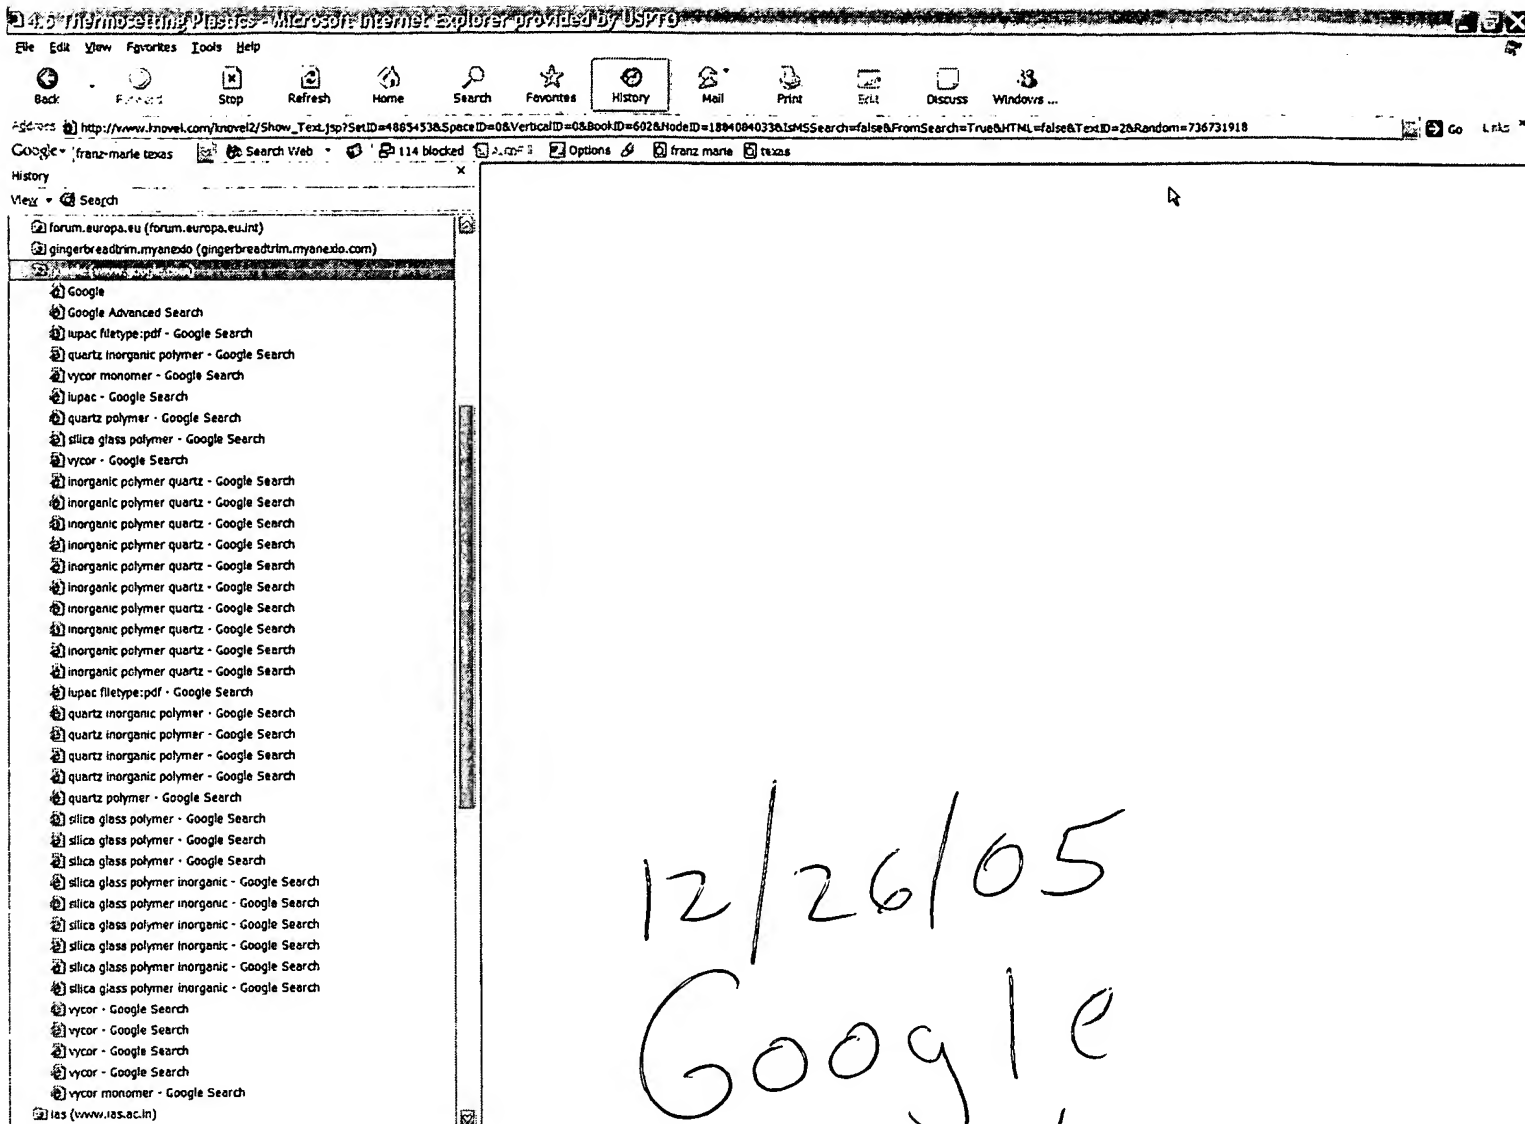 4.6 Thermosetting Plastics - Microsoft Internet Explorer provided by USPTO
File Edit View Favorites Tools Help
Back Forward Stop Refresh Home Search Favorites History Mail Print Edit Discuss Windows ...
Address http://www.knovel.com/knovel2/Show_Text.jsp?SetID=4885453&SpaceID=0&VerticalID=0&BookID=602&NodeID=1884084033&IsMSSearch=false&FromSearch=True&HTML=false&TextID=2&Random=736731918 Go Links »
Google franz-marie texas Search Web 114 blocked Options franz marie texas
History x
View Search
forum.europa.eu (forum.europa.eu.int)
gingerbreadtrim.myanexdo (gingerbreadtrim.myanexdo.com)
google (www.google.com)
Google
Google Advanced Search
iupac filetype:pdf - Google Search
quartz inorganic polymer - Google Search
vycor monomer - Google Search
iupac - Google Search
quartz polymer - Google Search
silica glass polymer - Google Search
vycor - Google Search
inorganic polymer quartz - Google Search
inorganic polymer quartz - Google Search
inorganic polymer quartz - Google Search
inorganic polymer quartz - Google Search
inorganic polymer quartz - Google Search
inorganic polymer quartz - Google Search
inorganic polymer quartz - Google Search
inorganic polymer quartz - Google Search
inorganic polymer quartz - Google Search
inorganic polymer quartz - Google Search
iupac filetype:pdf - Google Search
quartz inorganic polymer - Google Search
quartz inorganic polymer - Google Search
quartz inorganic polymer - Google Search
quartz inorganic polymer - Google Search
quartz polymer - Google Search
silica glass polymer - Google Search
silica glass polymer - Google Search
silica glass polymer - Google Search
silica glass polymer inorganic - Google Search
silica glass polymer inorganic - Google Search
silica glass polymer inorganic - Google Search
silica glass polymer inorganic - Google Search
silica glass polymer inorganic - Google Search
silica glass polymer inorganic - Google Search
vycor - Google Search
vycor - Google Search
vycor - Google Search
vycor - Google Search
vycor monomer - Google Search
ias (www.ias.ac.in)
12/26/05
Google